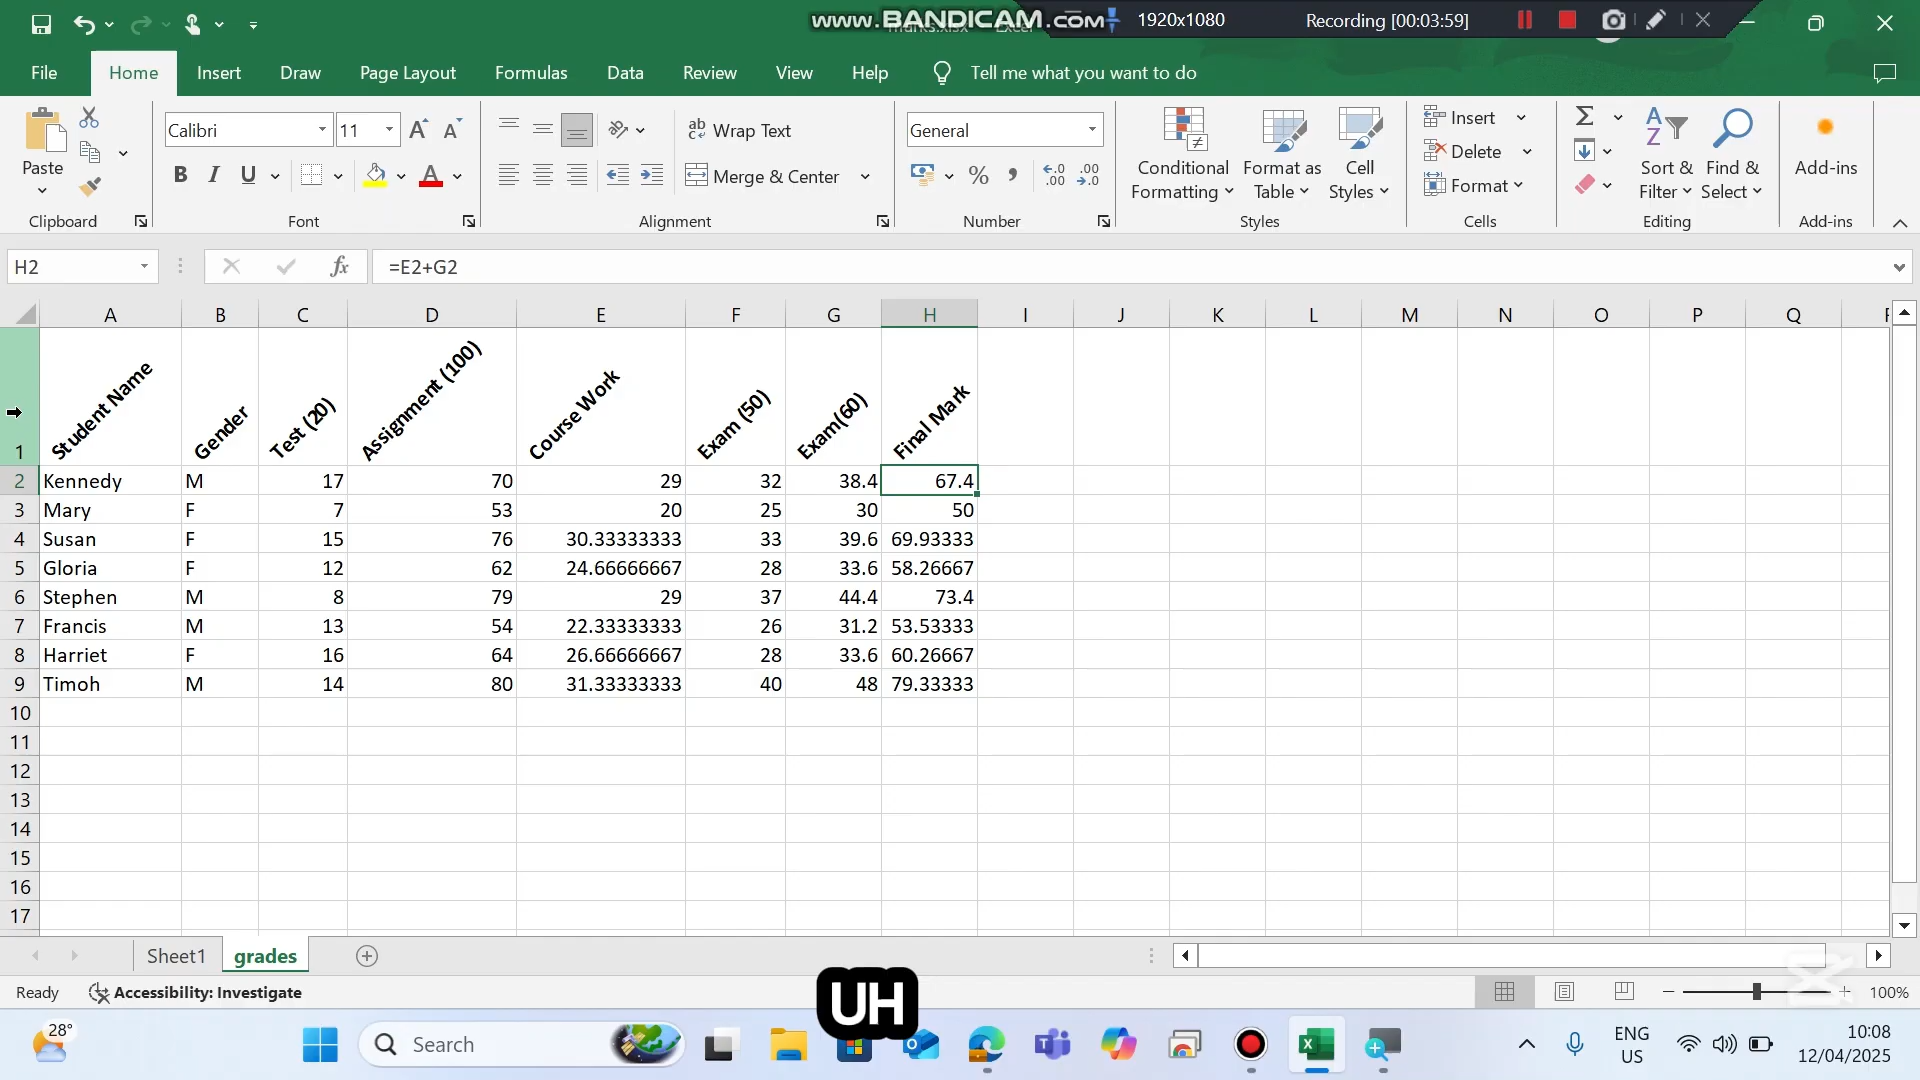 www.BANDICAM.com
1920x1080
Recording [00:03:59]
File
Home
Insert
Draw
Page Layout
Formulas
Data
Review
View
Help
Tell me what you want to do
Paste
Clipboard
Calibri
11
B I U
Font
Wrap Text
Merge & Center
Alignment
General
Number
Conditional
Formatting
Format as
Table
Cell
Styles
Styles
Insert
Delete
Format
Cells
Sort &
Filter
Find &
Select
Editing
Add-ins
Add-ins
H2
fx
=E2+G2
A B C D E F G H I J K L M N O P Q
1 Student Name Gender Test (20) Assignment (100) Course Work Exam (50) Exam(60) Final Mark
2 Kennedy M 17 70 29 32 38.4 67.4
3 Mary F 7 53 20 25 30 50
4 Susan F 15 76 30.33333333 33 39.6 69.93333
5 Gloria F 12 62 24.66666667 28 33.6 58.26667
6 Stephen M 8 79 29 37 44.4 73.4
7 Francis M 13 54 22.33333333 26 31.2 53.53333
8 Harriet F 16 64 26.66666667 28 33.6 60.26667
9 Timoh M 14 80 31.33333333 40 48 79.33333
10
11
12
13
14
15
16
17
Sheet1
grades
Ready
Accessibility: Investigate
100%
UH
28°
Search
ENG
US
10:08
12/04/2025